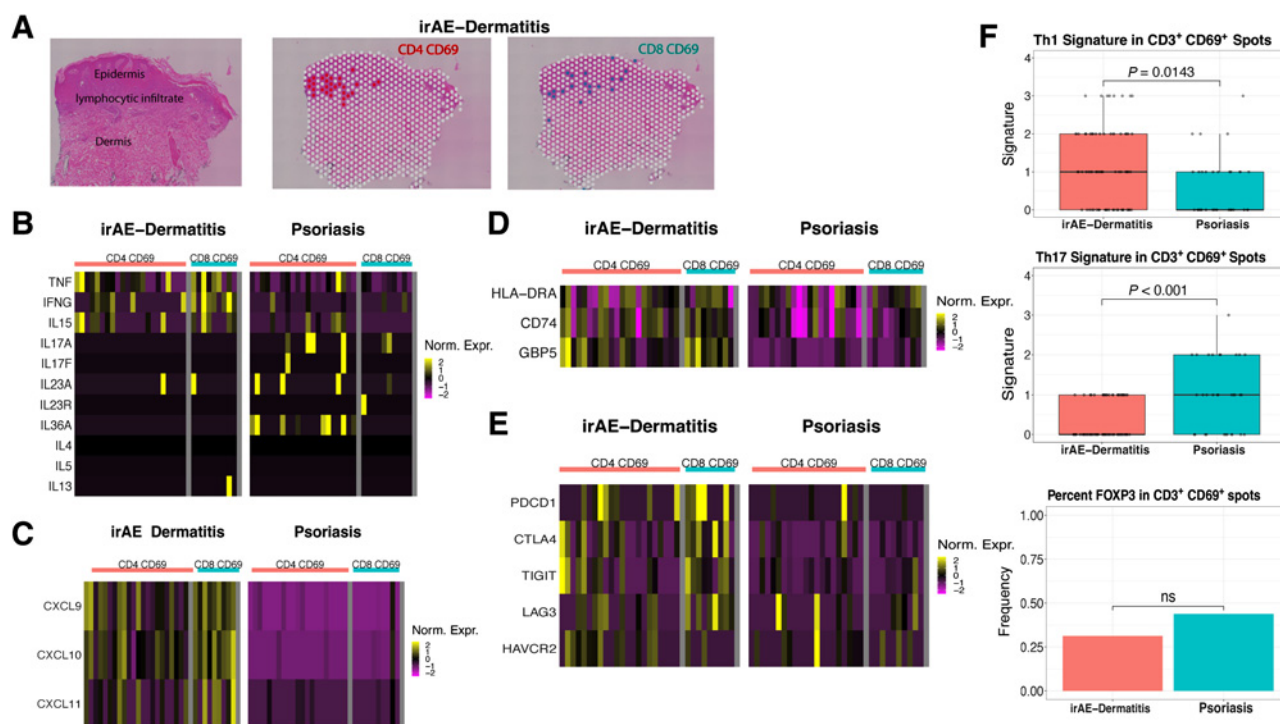 A
irAE–Dermatitis
Epidermis
lymphocytic infiltrate
Dermis
CD4 CD69
CD8 CD69
B
irAE–Dermatitis
Psoriasis
CD4 CD69
CD8 CD69
CD4 CD69
CD8 CD69
TNF
IFNG
IL15
IL17A
IL17F
IL23A
IL23R
IL36A
IL4
IL5
IL13
Norm. Expr.
2
1
0
-1
-2
C
irAE Dermatitis
Psoriasis
CD4 CD69
CD8 CD69
CD4 CD69
CD8 CD69
CXCL9
CXCL10
CXCL11
Norm. Expr.
2
1
0
-1
-2
D
irAE–Dermatitis
Psoriasis
CD4 CD69
CD8 CD69
CD4 CD69
CD8 CD69
HLA–DRA
CD74
GBP5
Norm. Expr.
2
1
0
-1
-2
E
irAE–Dermatitis
Psoriasis
CD4 CD69
CD8 CD69
CD4 CD69
CD8 CD69
PDCD1
CTLA4
TIGIT
LAG3
HAVCR2
Norm. Expr.
2
1
0
-1
-2
F
Th1 Signature in CD3⁺ CD69⁺ Spots
P = 0.0143
Signature
4
3
2
1
0
irAE–Dermatitis
Psoriasis
Th17 Signature in CD3⁺ CD69⁺ Spots
P < 0.001
Signature
4
3
2
1
0
irAE–Dermatitis
Psoriasis
Percent FOXP3 in CD3⁺ CD69⁺ spots
ns
Frequency
1.00
0.75
0.50
0.25
0.00
irAE–Dermatitis
Psoriasis